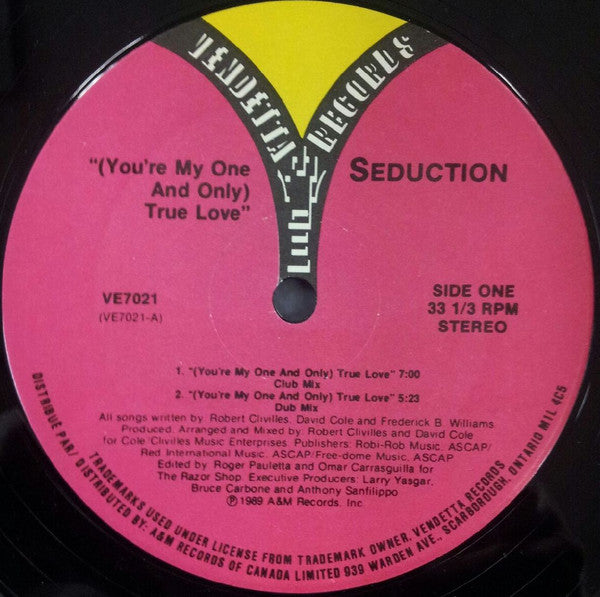 VENDETTA RECORDS
"(You're My One
And Only)
True Love"
SEDUCTION
VE7021
(VE7021-A)
SIDE ONE
33 1/3 RPM
STEREO
1. "(You're My One And Only) True Love" 7:00
Club Mix
2. "(You're My One And Only) True Love" 5:23
Dub Mix
All songs written by: Robert Clivilles, David Cole and Frederick B. Williams.
Produced, Arranged and Mixed by: Robert Clivilles and David Cole
for Cole/Clivilles Music Enterprises. Publishers: Robi-Rob Music, ASCAP/
Red International Music, ASCAP/Free-dome Music, ASCAP.
Edited by: Roger Pauletta and Omar Carrasguilla for
The Razor Shop. Executive Producers: Larry Yasgar,
Bruce Carbone and Anthony Sanfilippo
Ⓟ 1989 A&M Records, Inc.
TRADEMARKS USED UNDER LICENSE FROM TRADEMARK OWNER, VENDETTA RECORDS
DISTRIBUE PAR/ DISTRIBUTED BY: A&M RECORDS OF CANADA LIMITED 939 WARDEN AVE., SCARBOROUGH, ONTARIO M1L 4C5